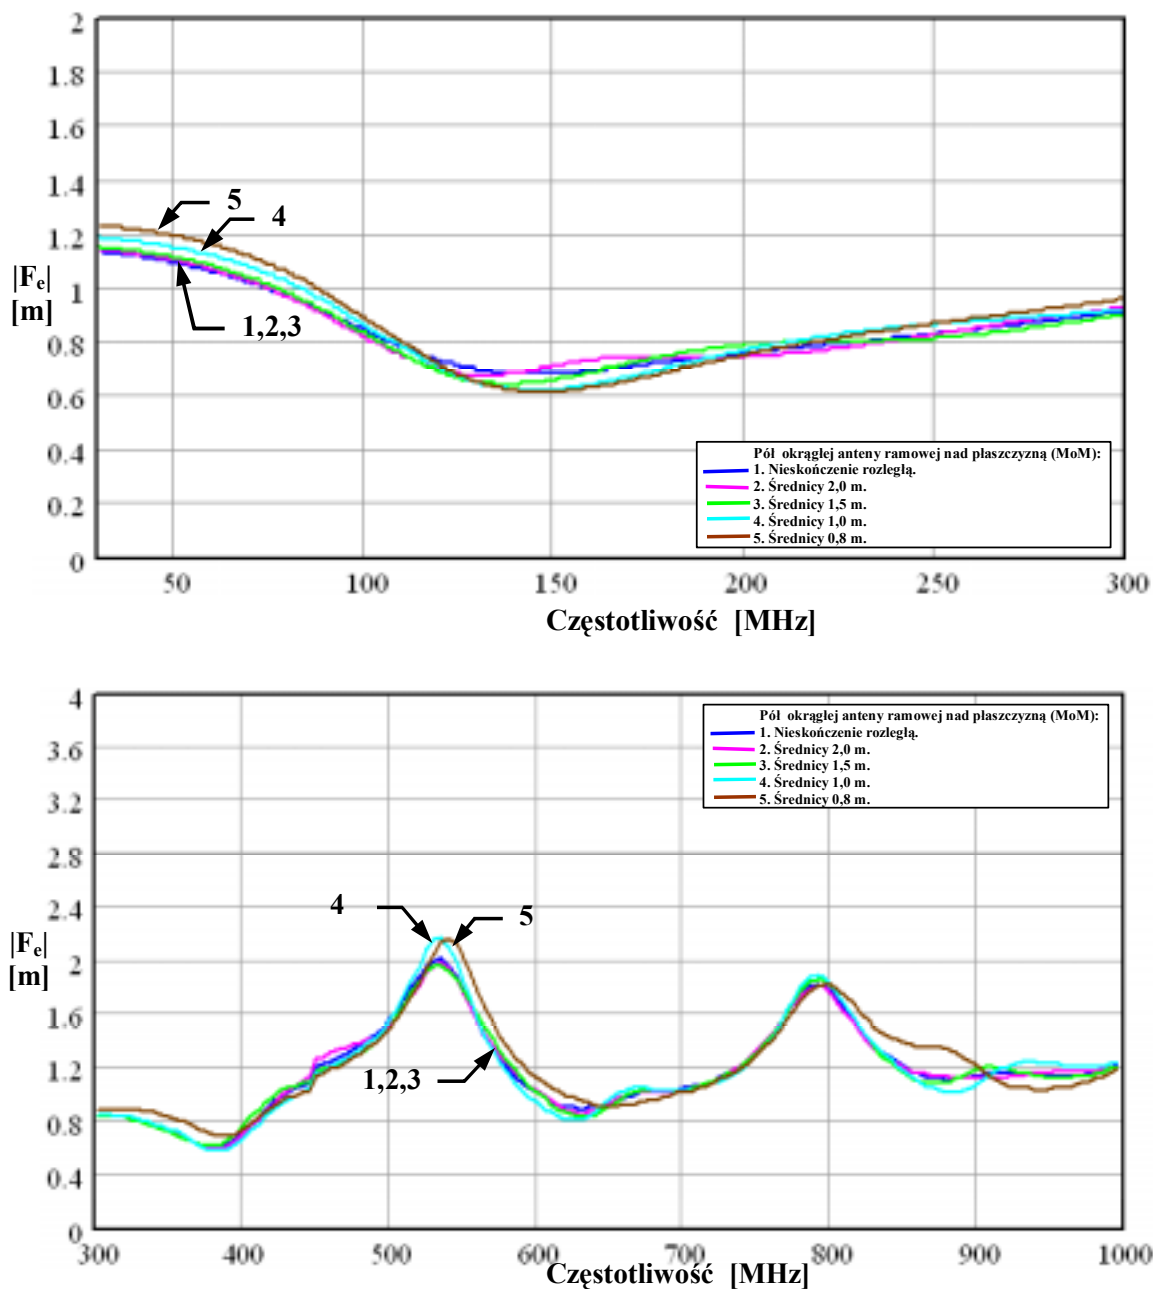 2
1.8
1.6
1.4
1.2
1
0.8
0.6
0.4
0.2
0
|Fe|
[m]
5
4
1,2,3
Pół okrągłej anteny ramowej nad płaszczyzną (MoM):
1. Nieskończenie rozległą.
2. Średnicy 2,0 m.
3. Średnicy 1,5 m.
4. Średnicy 1,0 m.
5. Średnicy 0,8 m.
50 100 150 200 250 300
Częstotliwość [MHz]
4
3.6
3.2
2.8
2.4
2
1.6
1.2
0.8
0.4
0
|Fe|
[m]
Pół okrągłej anteny ramowej nad płaszczyzną (MoM):
1. Nieskończenie rozległą.
2. Średnicy 2,0 m.
3. Średnicy 1,5 m.
4. Średnicy 1,0 m.
5. Średnicy 0,8 m.
4
5
1,2,3
300 400 500 600 700 800 900 1000
Częstotliwość [MHz]